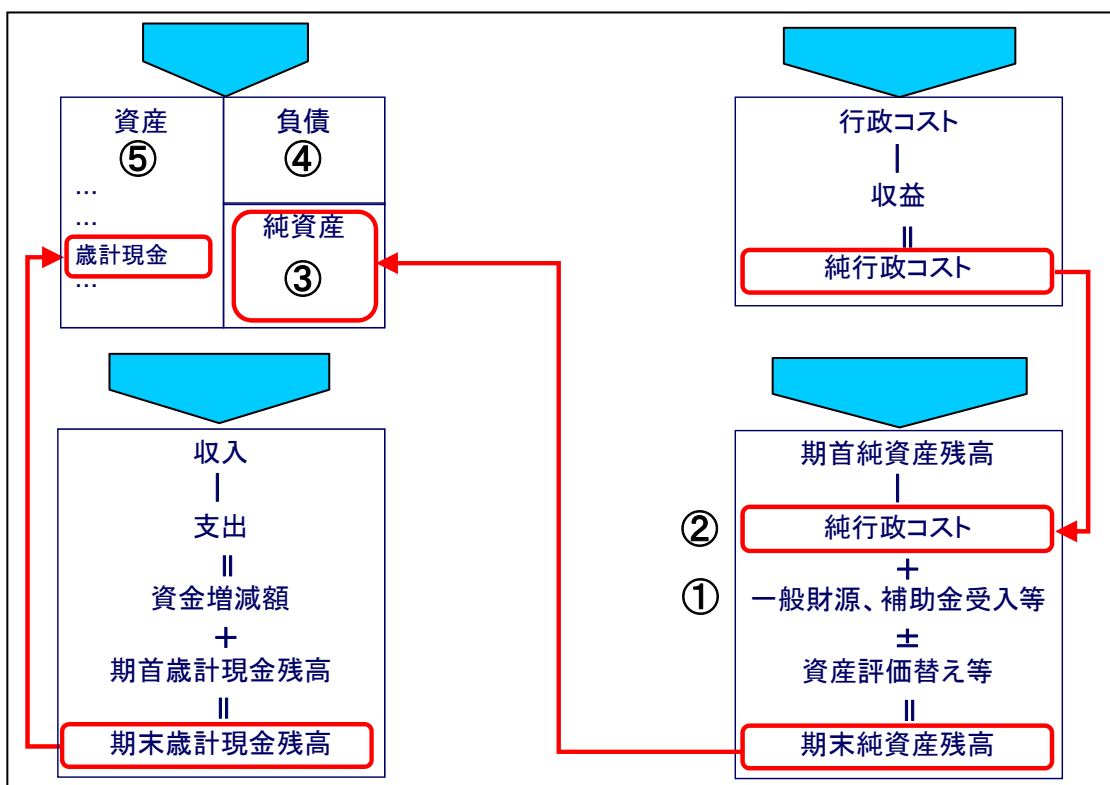 資産
⑤
…
…
歳計現金
…
負債
④
純資産
③
行政コスト
|
収益
||
純行政コスト
収入
|
支出
||
資金増減額
+
期首歳計現金残高
||
期末歳計現金残高
期首純資産残高
|
② 純行政コスト
+
① 一般財源、補助金受入等
±
資産評価替え等
||
期末純資産残高